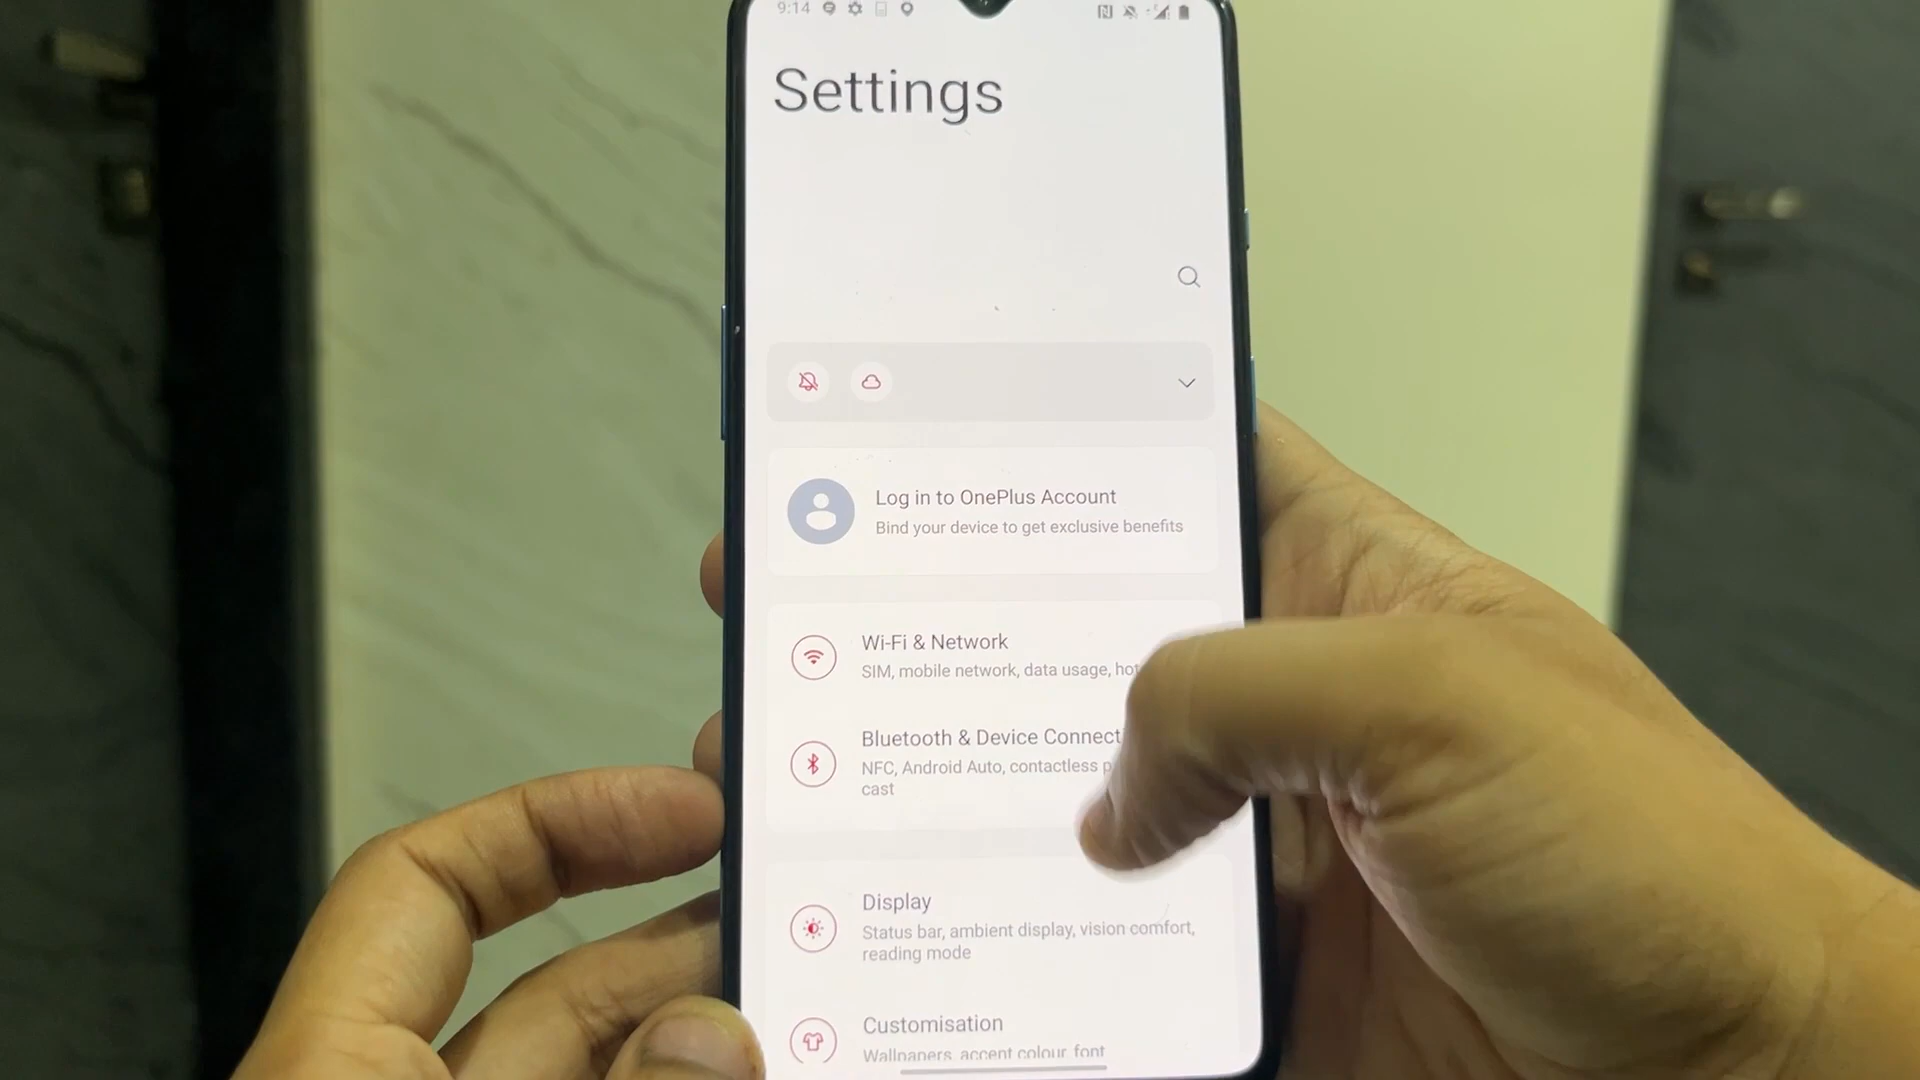 9:14
Settings
Log in to OnePlus Account
Bind your device to get exclusive benefits
Wi-Fi & Network
SIM, mobile network, data usage,
Bluetooth & Device
NFC, Android Auto, contactless
cast
Display
Status bar, ambient display, vision comfort,
reading mode
Customisation
Wallpapers, accent colour, font